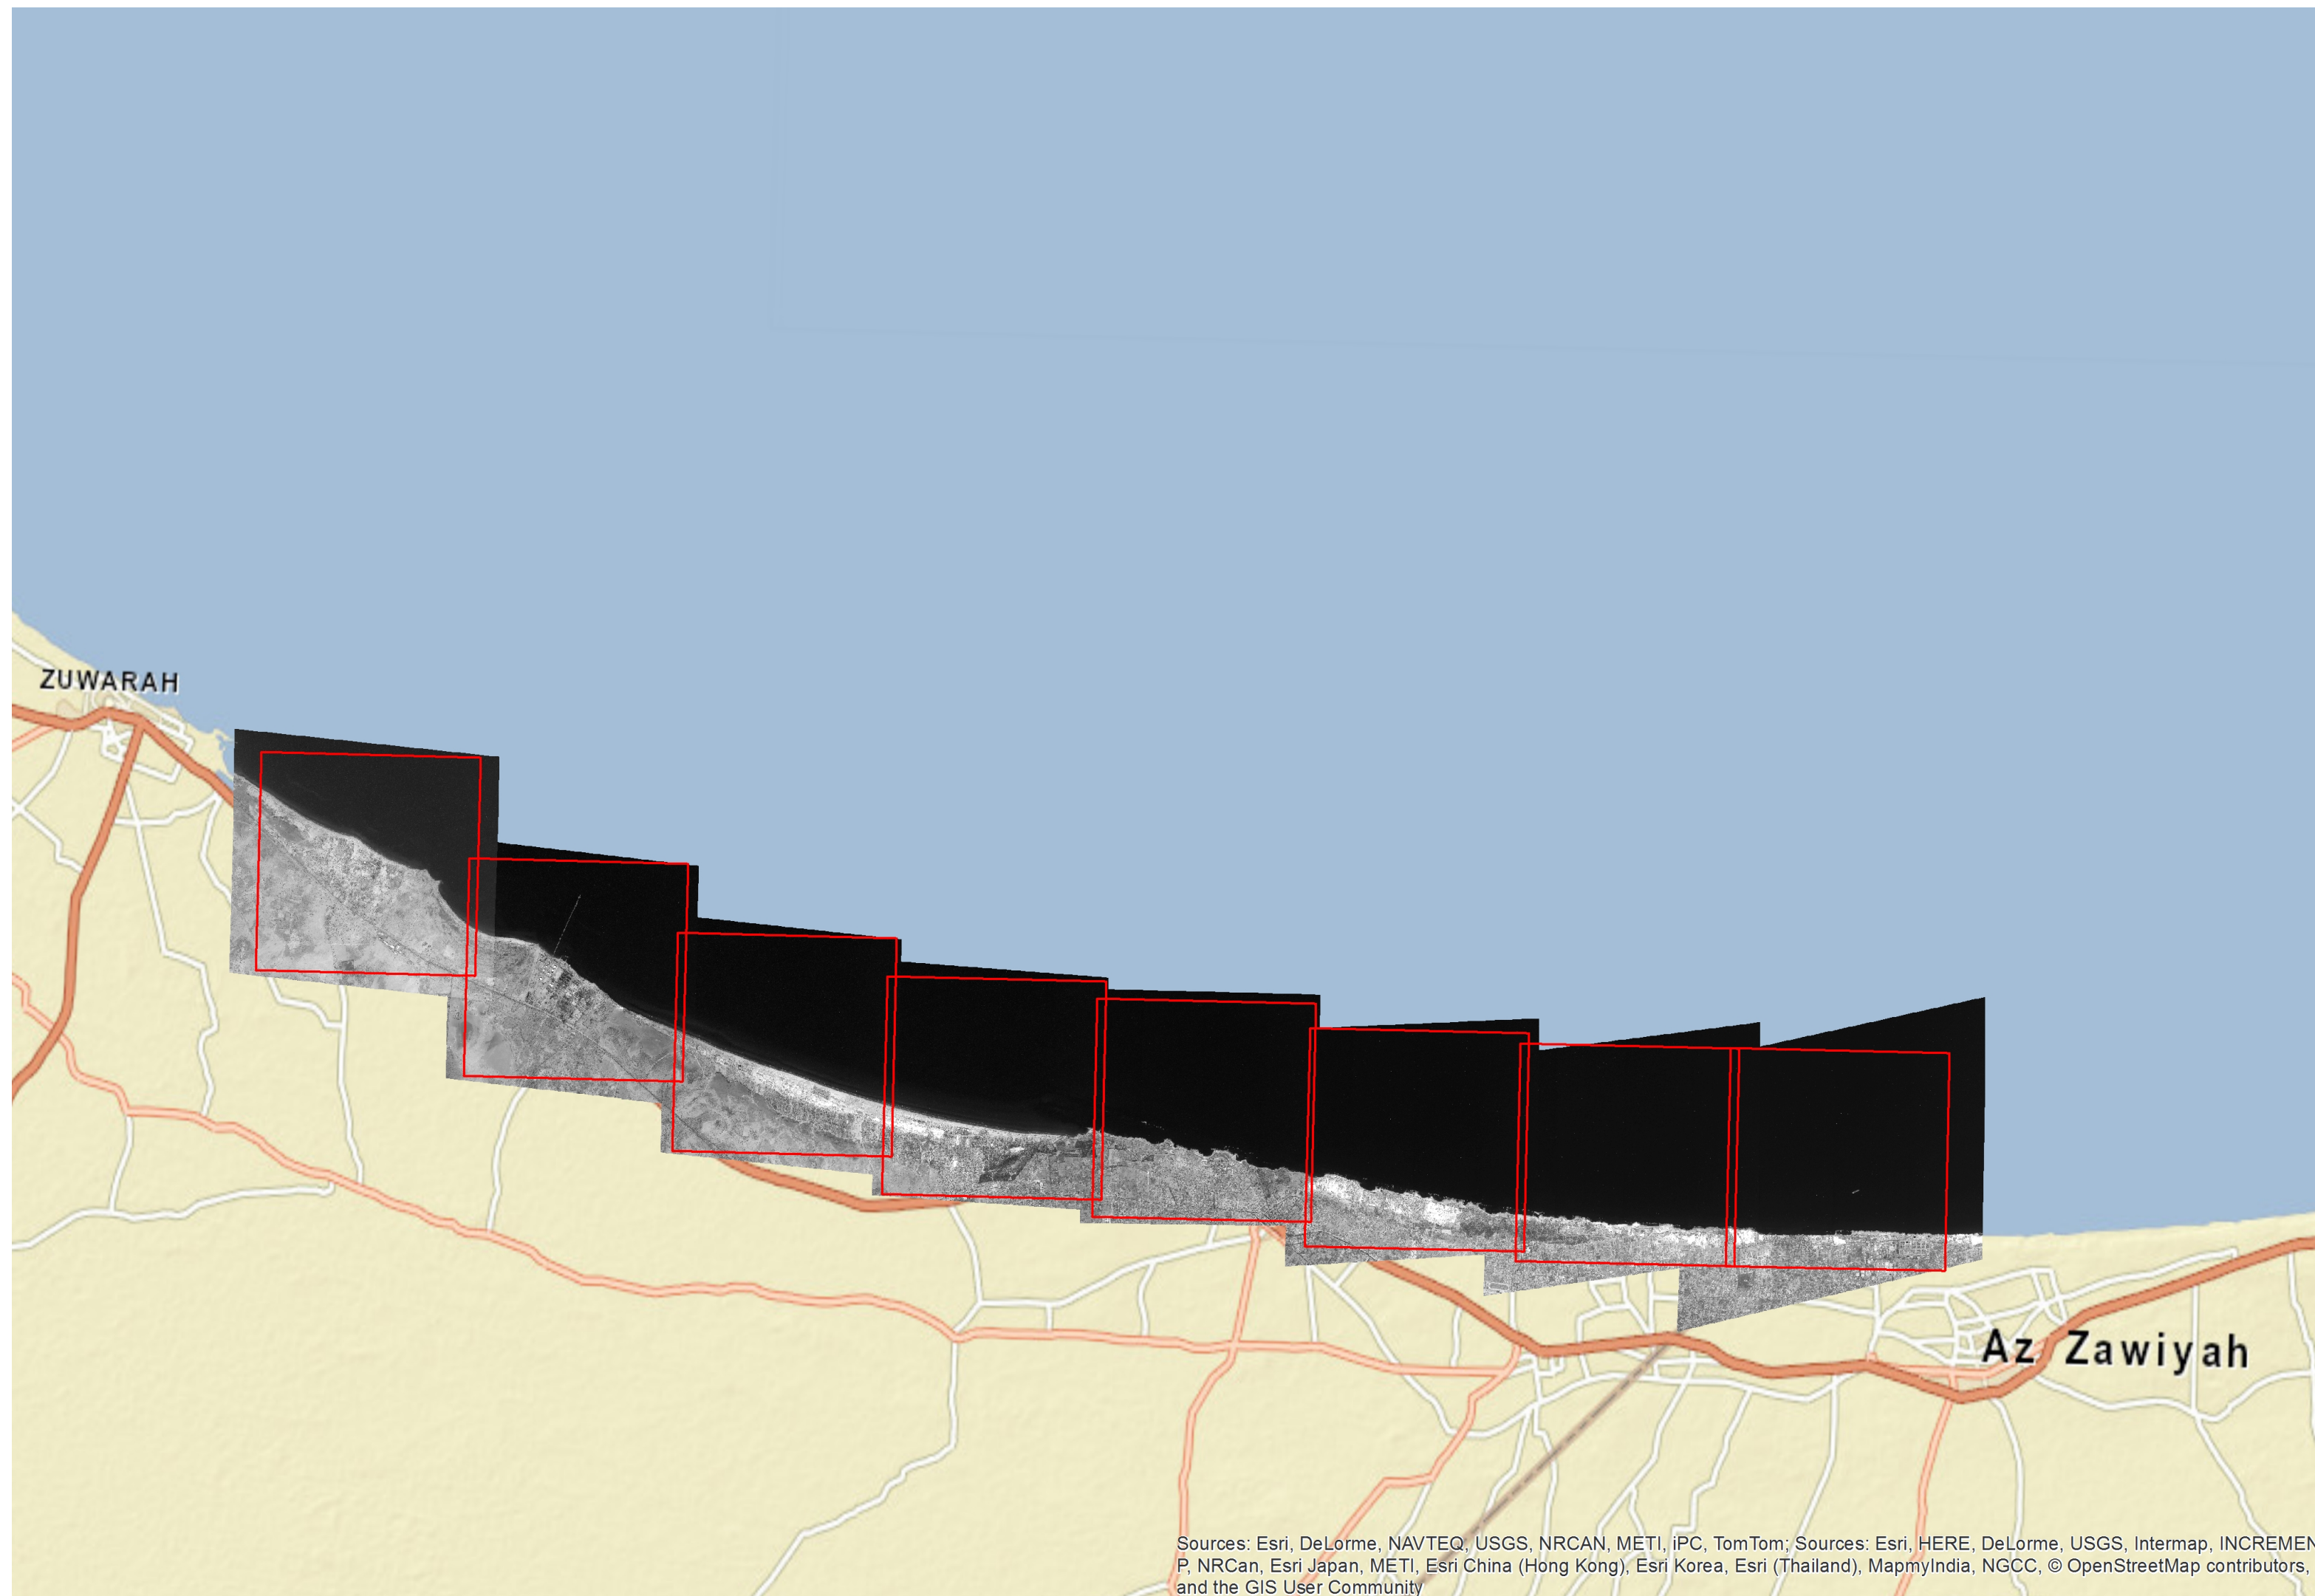 ZUWARAH
Az Zawiyah
Sources: Esri, DeLorme, NAVTEQ, USGS, NRCAN, METI, iPC, TomTom; Sources: Esri, HERE, DeLorme, USGS, Intermap, INCREMEN
P, NRCan, Esri Japan, METI, Esri China (Hong Kong), Esri Korea, Esri (Thailand), MapmyIndia, NGCC, © OpenStreetMap contributors,
and the GIS User Community